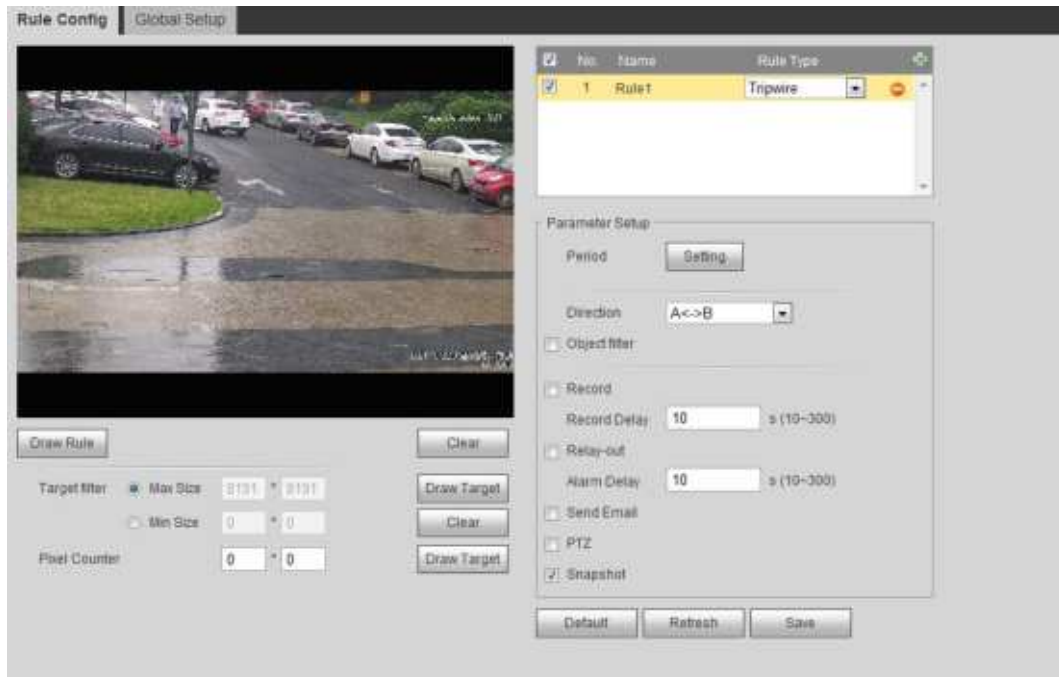 Rule Config Global Setup
No. Name Rule Type
1 Rule1 Tripwire
Parameter Setup
Period Setting
Direction A<->B
Object filter
Record
Record Delay 10 s (10~300)
Relay-out
Alarm Delay 10 s (10~300)
Send Email
PTZ
Snapshot
Default Refresh Save
Draw Rule Clear
Target filter Max Size 8191 * 8191 Draw Target
Min Size 0 * 0 Clear
Pixel Counter 0 * 0 Draw Target